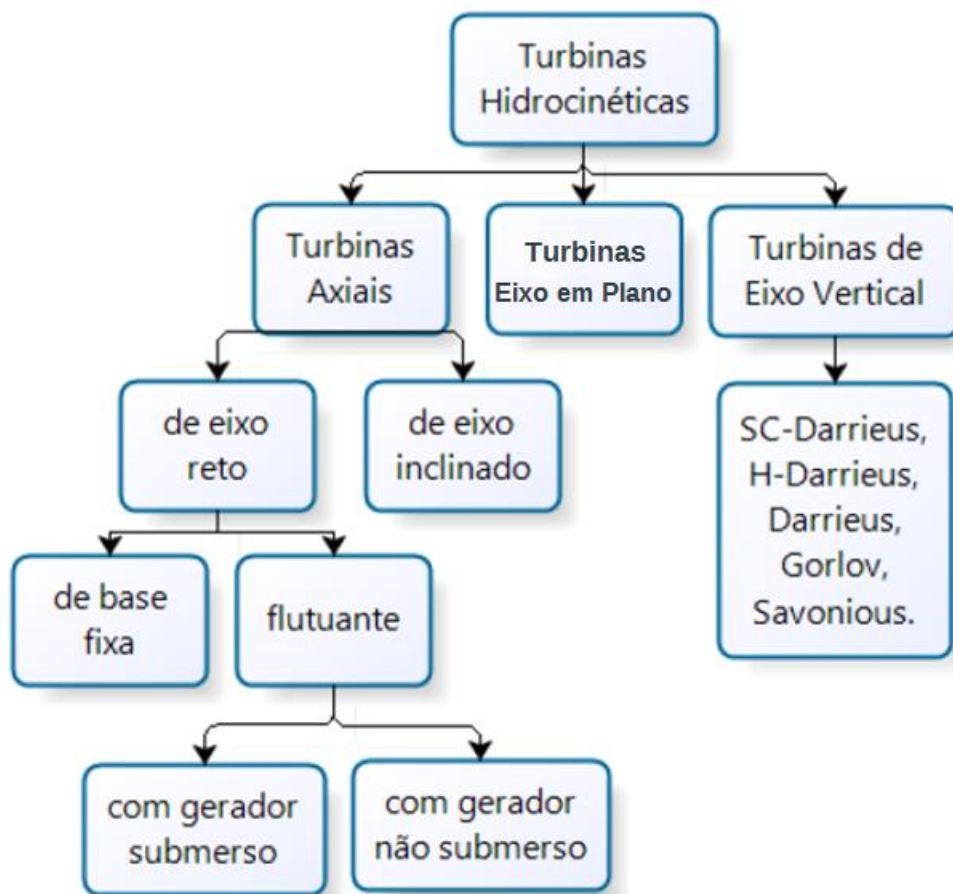 Turbinas
Hidrocinéticas
Turbinas
Axiais
Turbinas
Eixo em Plano
Turbinas de
Eixo Vertical
de eixo
reto
de eixo
inclinado
SC-Darrieus,
H-Darrieus,
Darrieus,
Gorlov,
Savonious.
de base
fixa
flutuante
com gerador
submerso
com gerador
não submerso